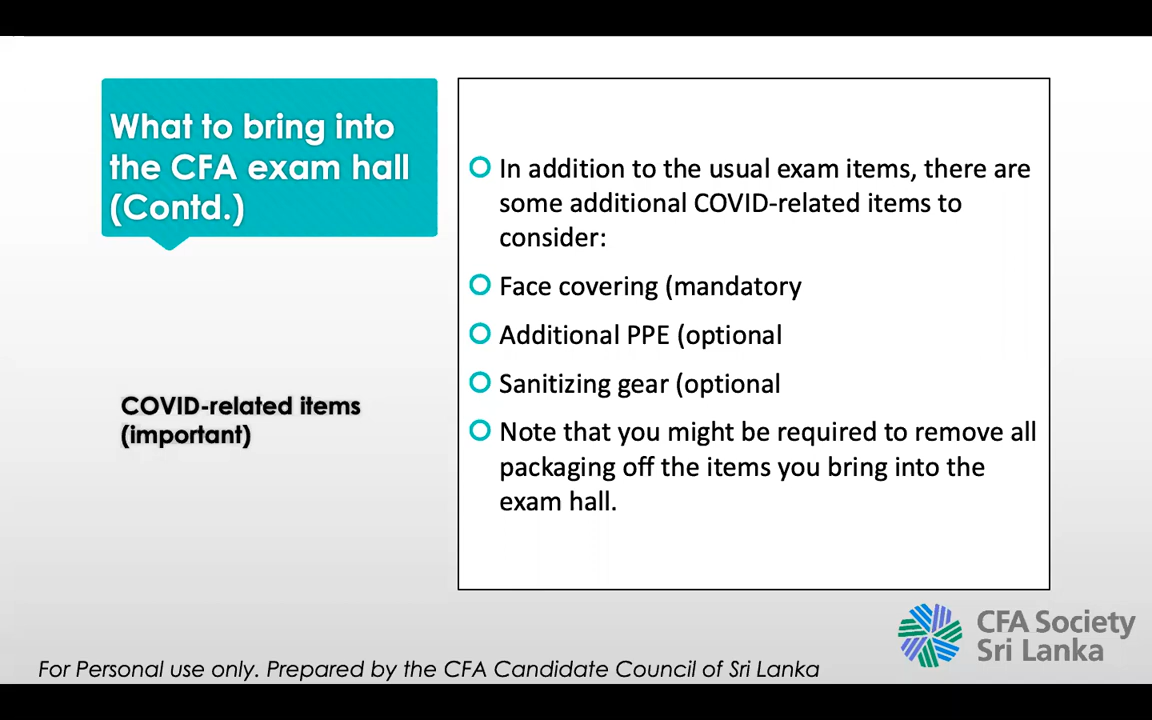 What to bring into
the CFA exam hall
(Contd.)
COVID-related items
(important)
In addition to the usual exam items, there are
some additional COVID-related items to
consider:
Face covering (mandatory
Additional PPE (optional
Sanitizing gear (optional
Note that you might be required to remove all
packaging off the items you bring into the
exam hall.
CFA Society
Sri Lanka
For Personal use only. Prepared by the CFA Candidate Council of Sri Lanka